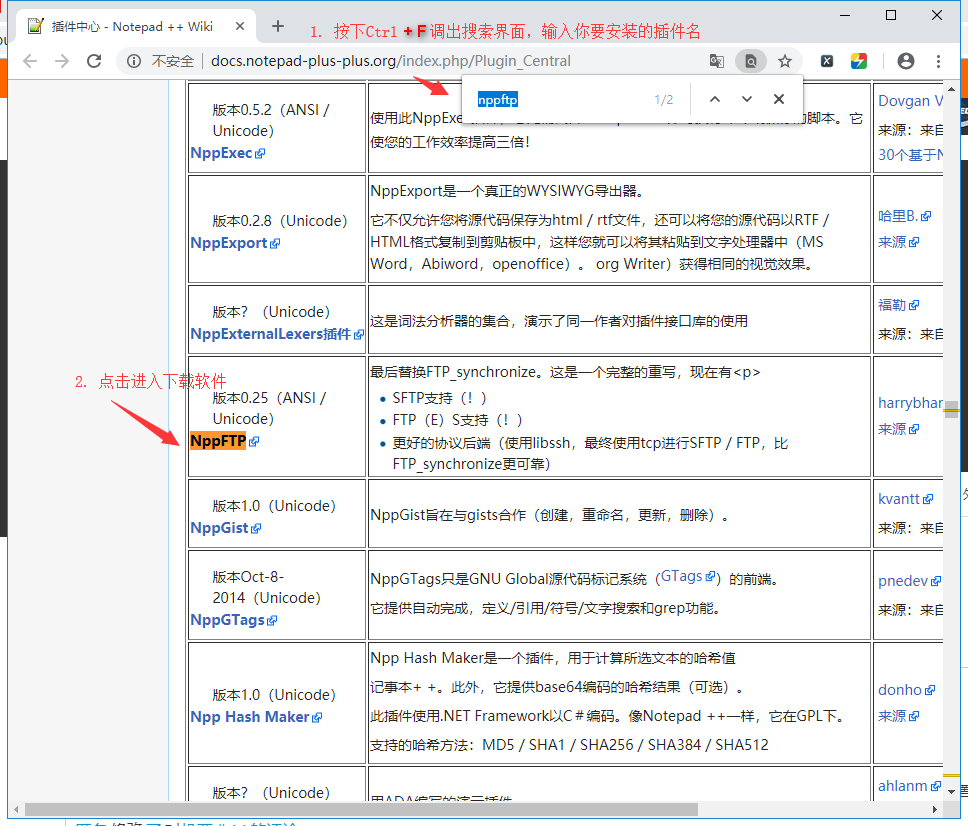 插件中心 - Notepad ++ Wiki
1. 按下Ctrl + F 调出搜索界面，输入你要安装的插件名
不安全 docs.notepad-plus-plus.org/index.php/Plugin_Central
nppftp 1/2
版本0.5.2（ANSI /
Unicode）
NppExec
使用此NppExe
的脚本。它
使您的工作效率提高三倍！
Dovgan V
来源：来自
30个基于N
版本0.2.8（Unicode）
NppExport
NppExport是一个真正的WYSIWYG导出器。
它不仅允许您将源代码保存为html / rtf文件，还可以将您的源代码以RTF /
HTML格式复制到剪贴板中，这样您就可以将其粘贴到文字处理器中（MS
Word，Abiword，openoffice）。 org Writer）获得相同的视觉效果。
哈里B.
来源
版本？（Unicode）
NppExternalLexers插件
这是词法分析器的集合，演示了同一作者对插件接口库的使用
福勒
来源：来自
2. 点击进入下载软件
版本0.25（ANSI /
Unicode）
NppFTP
最后替换FTP_synchronize。这是一个完整的重写，现在有<p>
SFTP支持（！）
FTP（E）S支持（！）
更好的协议后端（使用libssh，最终使用tcp进行SFTP / FTP，比
FTP_synchronize更可靠）
harrybhar
来源
版本1.0（Unicode）
NppGist
NppGist旨在与gists合作（创建，重命名，更新，删除）。
kvantt
来源：来自
版本Oct-8-
2014（Unicode）
NppGTags
NppGTags只是GNU Global源代码标记系统（GTags）的前端。
它提供自动完成，定义/引用/符号/文字搜索和grep功能。
pnedev
来源：来自
版本1.0（Unicode）
Npp Hash Maker
Npp Hash Maker是一个插件，用于计算所选文本的哈希值
记事本+ +。此外，它提供base64编码的哈希结果（可选）。
此插件使用.NET Framework以C＃编码。像Notepad ++一样，它在GPL下。
支持的哈希方法：MD5 / SHA1 / SHA256 / SHA384 / SHA512
donho
来源
版本？（Unicode）
用ADA编写的演示插件
ahlanm